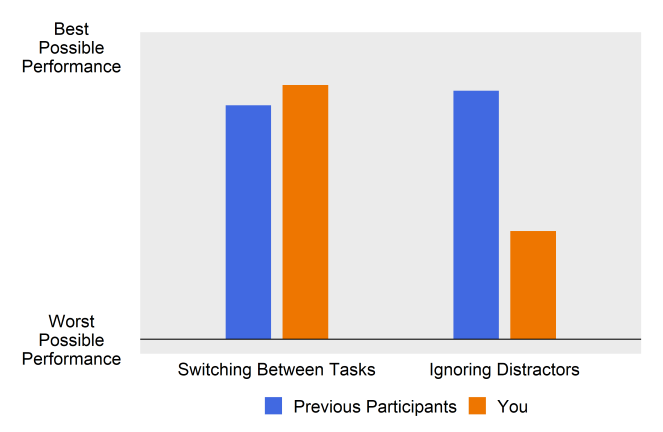 Best
Possible
Performance
Worst
Possible
Performance
Switching Between Tasks
Ignoring Distractors
Previous Participants
You